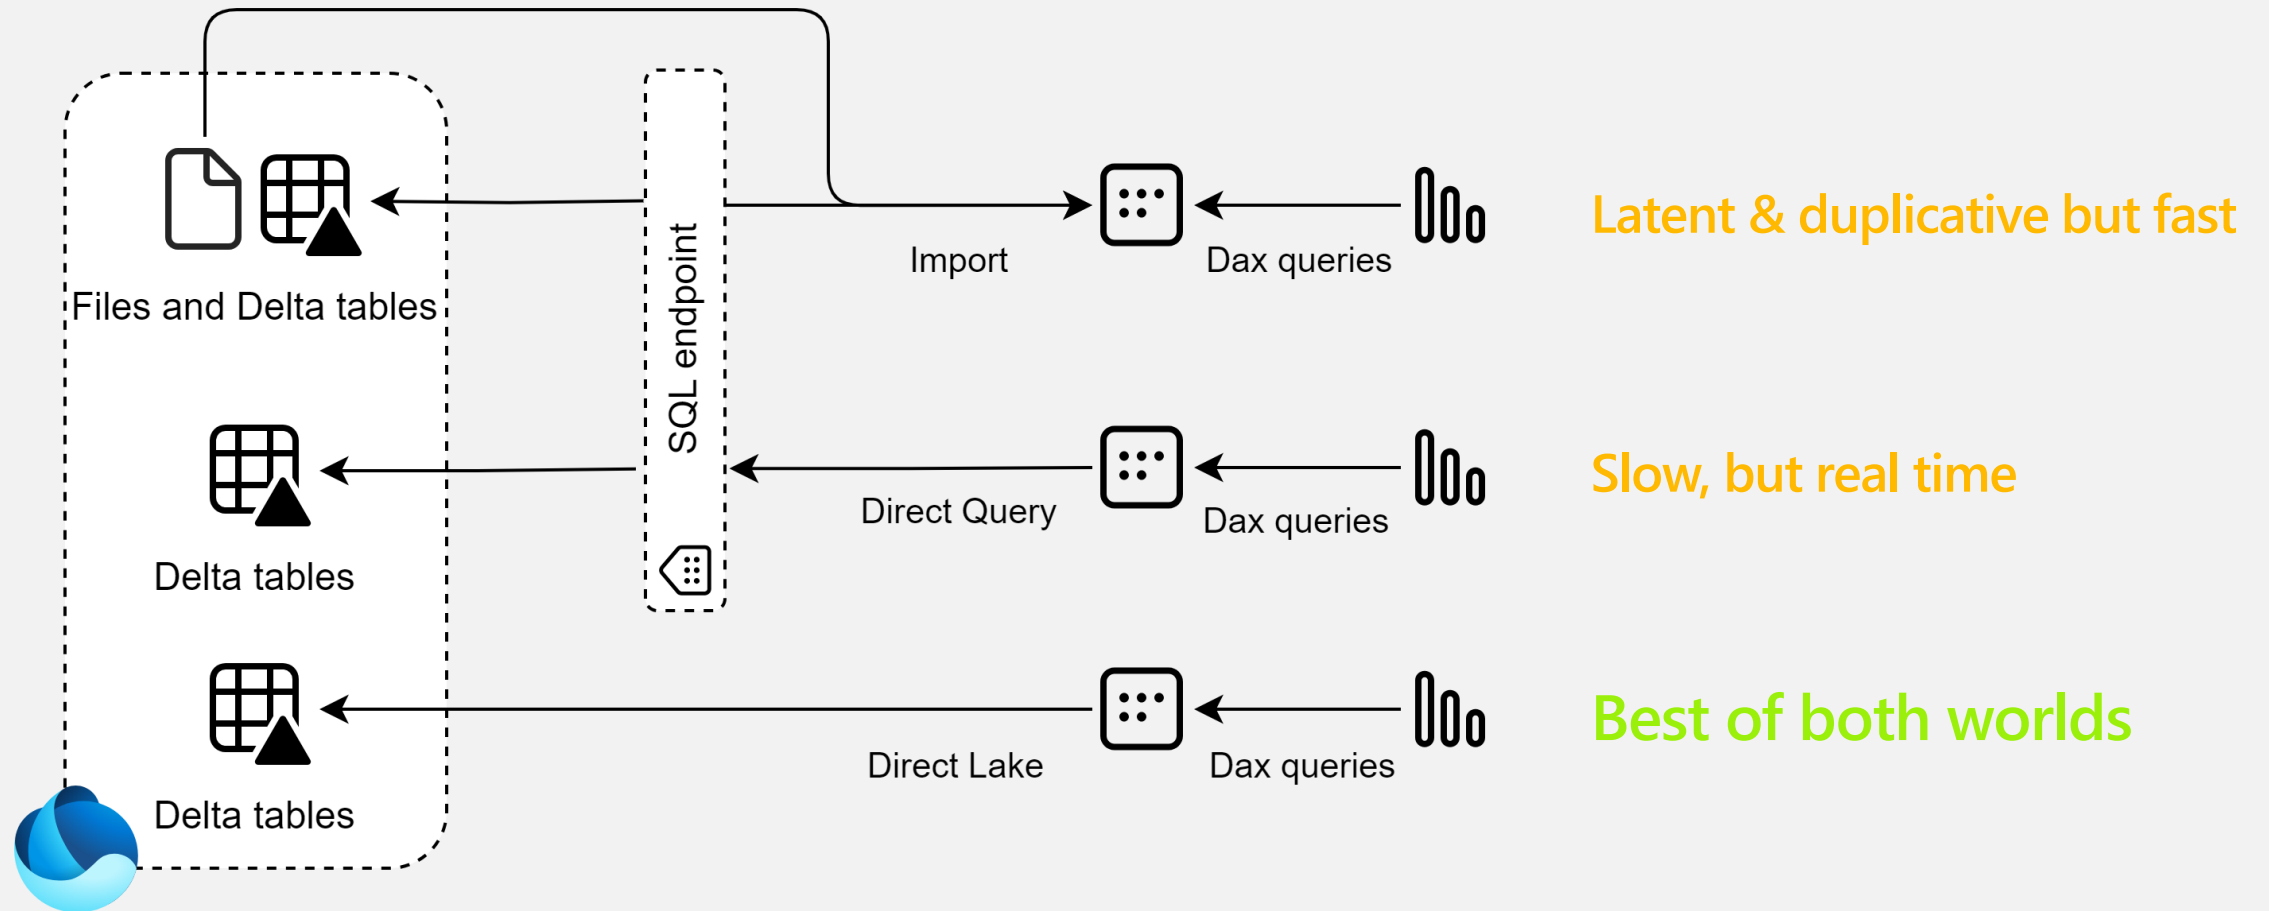 SQL endpoint
Import
Dax queries
Latent & duplicative but fast
Files and Delta tables
Direct Query
Dax queries
Slow, but real time
Delta tables
Direct Lake
Dax queries
Best of both worlds
Delta tables